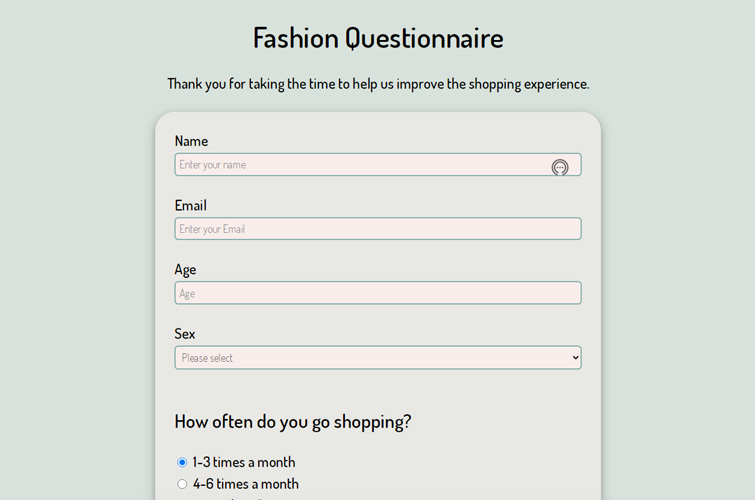 Fashion Questionnaire
Thank you for taking the time to help us improve the shopping experience.
Name
Enter your name
Email
Enter your Email
Age
Age
Sex
Please select
How often do you go shopping?
1-3 times a month
4-6 times a month